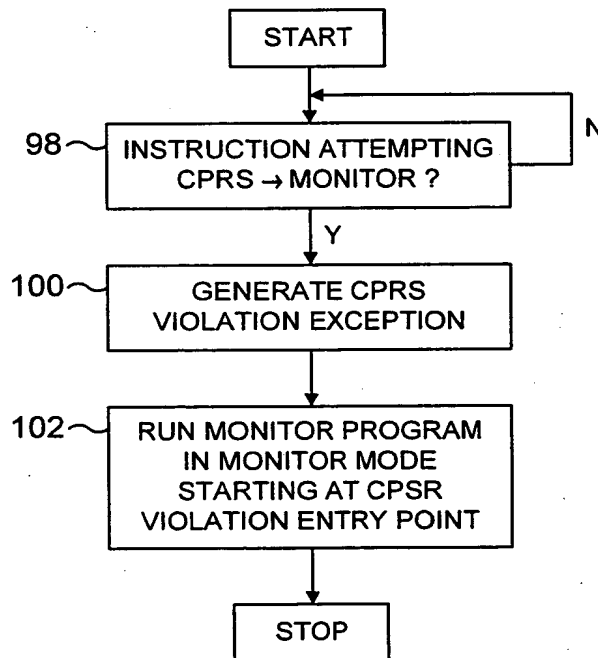 START
98
INSTRUCTION ATTEMPTING
CPRS → MONITOR ?
N
Y
100
GENERATE CPRS
VIOLATION EXCEPTION
102
RUN MONITOR PROGRAM
IN MONITOR MODE
STARTING AT CPSR
VIOLATION ENTRY POINT
STOP